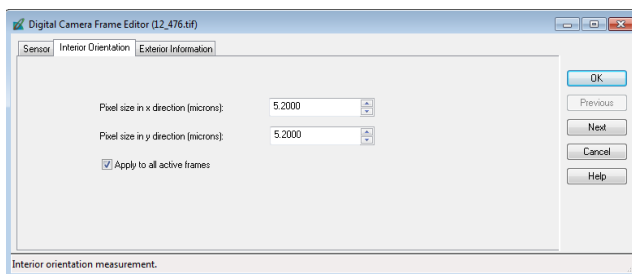 Digital Camera Frame Editor (12_476.tif)
Sensor Interior Orientation Exterior Information
OK
Pixel size in x direction (microns): 5.2000
Previous
Pixel size in y direction (microns): 5.2000
Next
Apply to all active frames
Cancel
Help
Interior orientation measurement.